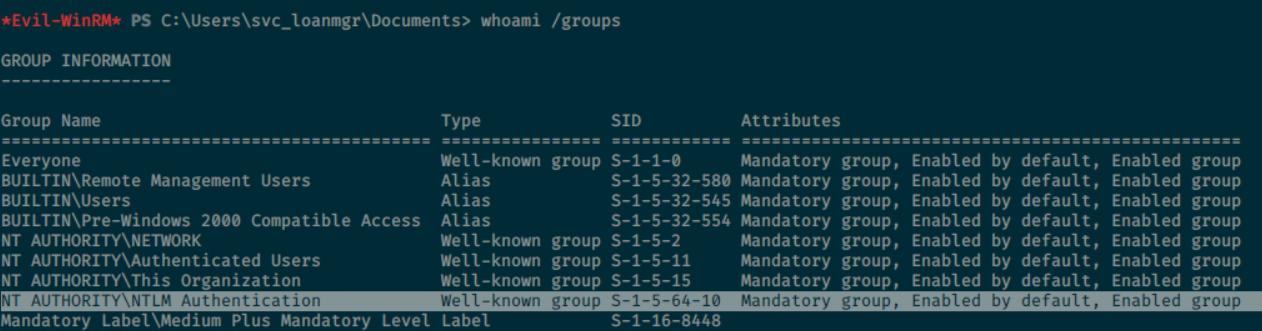 *Evil-WinRM* PS C:\Users\svc_loanmgr\Documents> whoami /groups
GROUP INFORMATION
-----------------
Group Name Type SID Attributes
========================================== ================ ============ ==================================================
Everyone Well-known group S-1-1-0 Mandatory group, Enabled by default, Enabled group
BUILTIN\Remote Management Users Alias S-1-5-32-580 Mandatory group, Enabled by default, Enabled group
BUILTIN\Users Alias S-1-5-32-545 Mandatory group, Enabled by default, Enabled group
BUILTIN\Pre-Windows 2000 Compatible Access Alias S-1-5-32-554 Mandatory group, Enabled by default, Enabled group
NT AUTHORITY\NETWORK Well-known group S-1-5-2 Mandatory group, Enabled by default, Enabled group
NT AUTHORITY\Authenticated Users Well-known group S-1-5-11 Mandatory group, Enabled by default, Enabled group
NT AUTHORITY\This Organization Well-known group S-1-5-15 Mandatory group, Enabled by default, Enabled group
NT AUTHORITY\NTLM Authentication Well-known group S-1-5-64-10 Mandatory group, Enabled by default, Enabled group
Mandatory Label\Medium Plus Mandatory Level Label S-1-16-8448